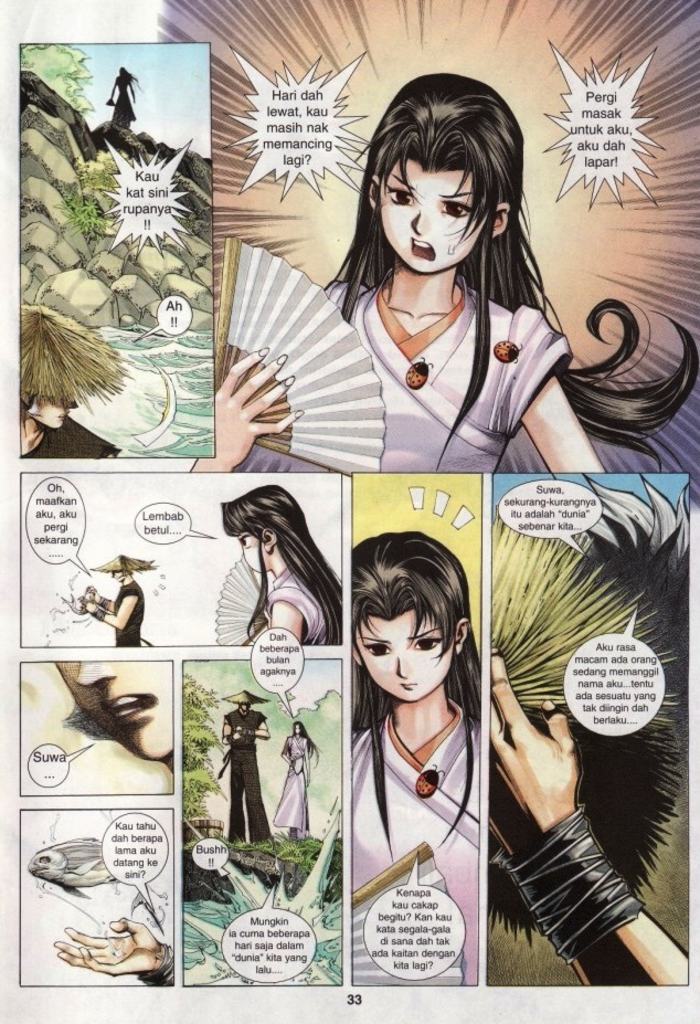 Kau
kat sini
rupanya
!!
Ah
!!
Hari dah
lewat, kau
masih nak
memancing
lagi?
Pergi
masak
untuk aku,
aku dah
lapar!
Oh,
maafkan
aku, aku
pergi
sekarang
.....
Lembab
betul....
Suwa
...
Kau tahu
dah berapa
lama aku
datang ke
sini?
Dah
beberapa
bulan
agaknya
....
Bushh
!!
Mungkin
ia cuma beberapa
hari saja dalam
"dunia" kita yang
lalu....
Kenapa
kau cakap
begitu? Kan kau
kata segala-gala
di sana dah tak
ada kaitan dengan
kita lagi?
Suwa,
sekurang-kurangnya
itu adalah "dunia"
sebenar kita...
Aku rasa
macam ada orang
sedang memanggil
nama aku...tentu
ada sesuatu yang
tak diingin dah
berlaku....
33